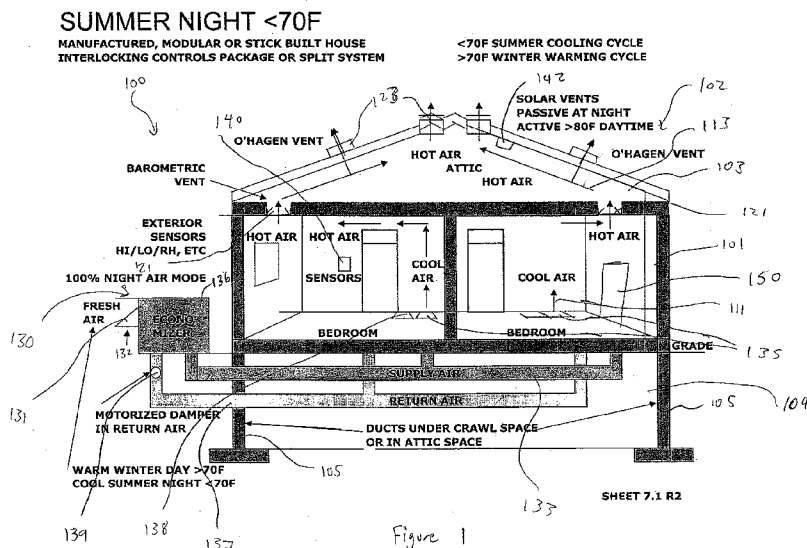 SUMMER NIGHT <70F
MANUFACTURED, MODULAR OR STICK BUILT HOUSE
INTERLOCKING CONTROLS PACKAGE OR SPLIT SYSTEM
<70F SUMMER COOLING CYCLE
>70F WINTER WARMING CYCLE
100
140
123
142
102
SOLAR VENTS
PASSIVE AT NIGHT
ACTIVE >80F DAYTIME
113
O'HAGEN VENT
HOT AIR
ATTIC
HOT AIR
O'HAGEN VENT
103
BAROMETRIC
VENT
121
EXTERIOR
SENSORS
HI/LO/RH, ETC
HOT AIR
HOT AIR
HOT AIR
101
121
100% NIGHT AIR MODE
136
SENSORS
COOL
AIR
COOL AIR
150
130
FRESH
AIR
ECONO
MIZER
111
132
BEDROOM
BEDROOM
GRADE
135
131
SUPPLY AIR
RETURN AIR
109
MOTORIZED DAMPER
IN RETURN AIR
DUCTS UNDER CRAWL SPACE
OR IN ATTIC SPACE
105
WARM WINTER DAY >70F
COOL SUMMER NIGHT <70F
105
133
SHEET 7.1 R2
139
138
137
Figure 1